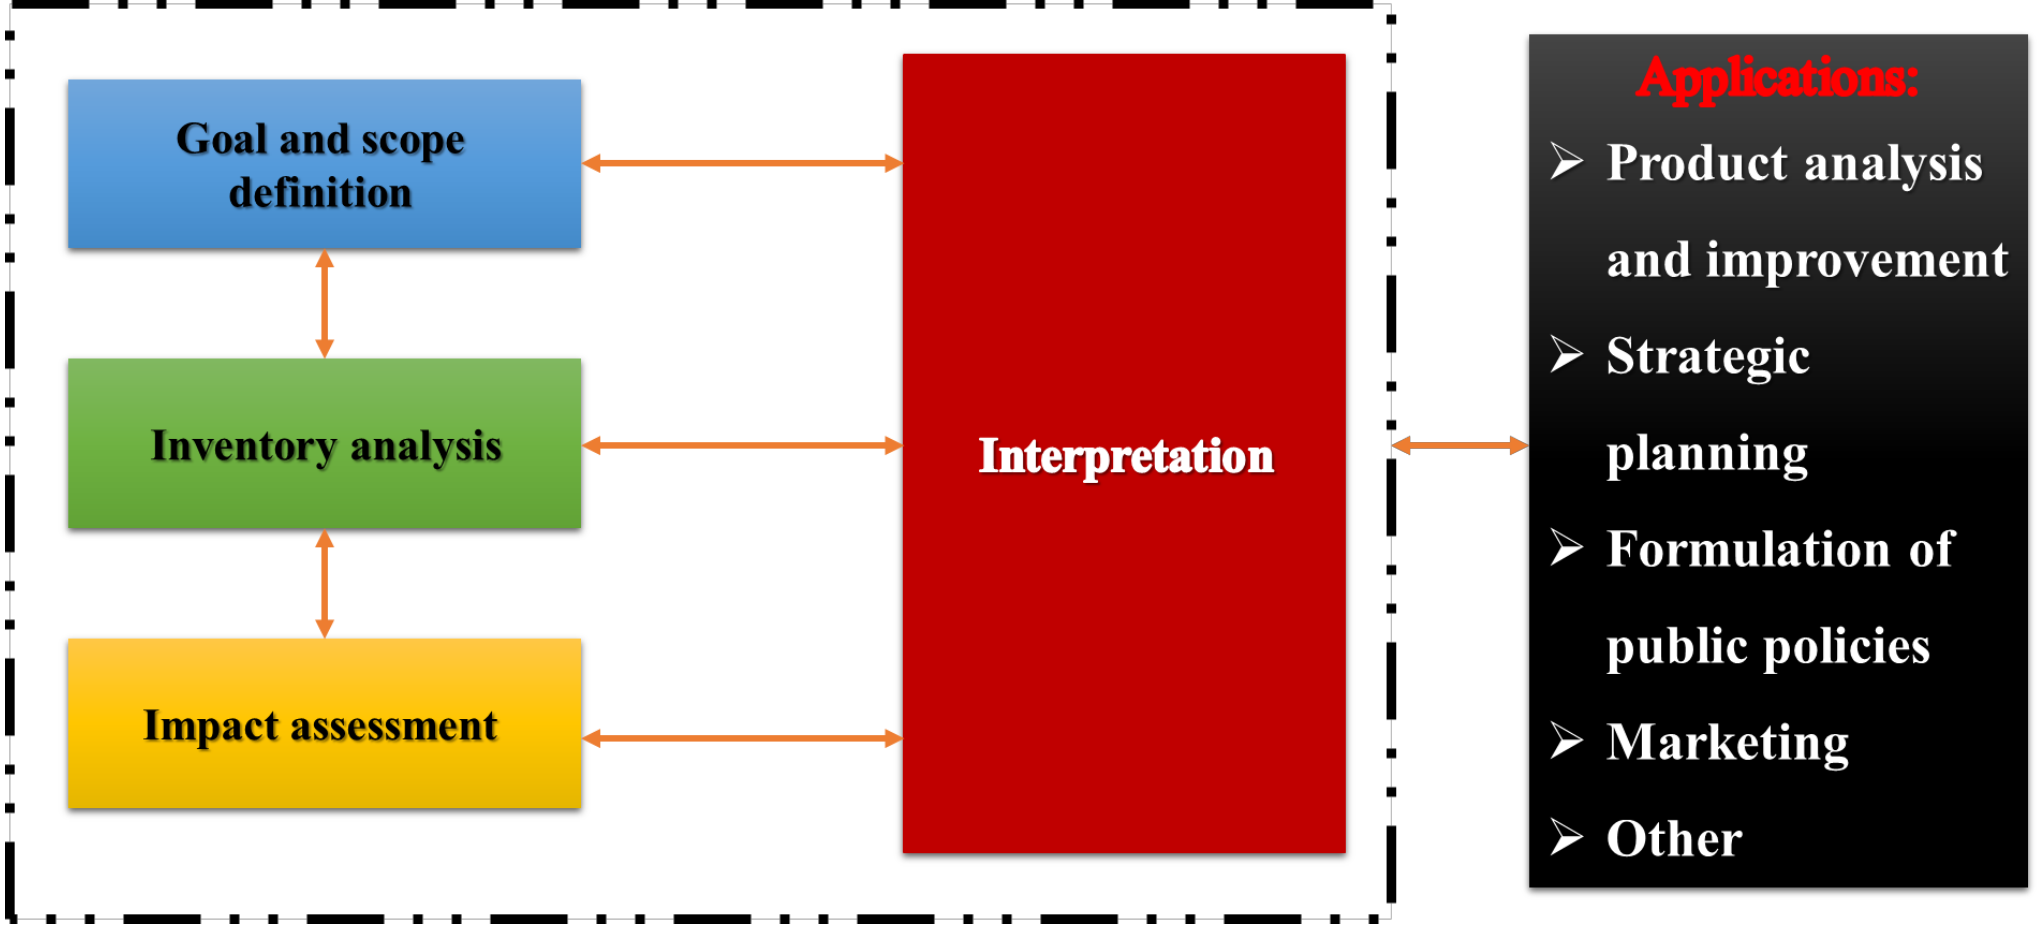 Goal and scope
definition
Inventory analysis
Impact assessment
Interpretation
Applications:
➢ Product analysis
and improvement
➢ Strategic
planning
➢ Formulation of
public policies
➢ Marketing
➢ Other